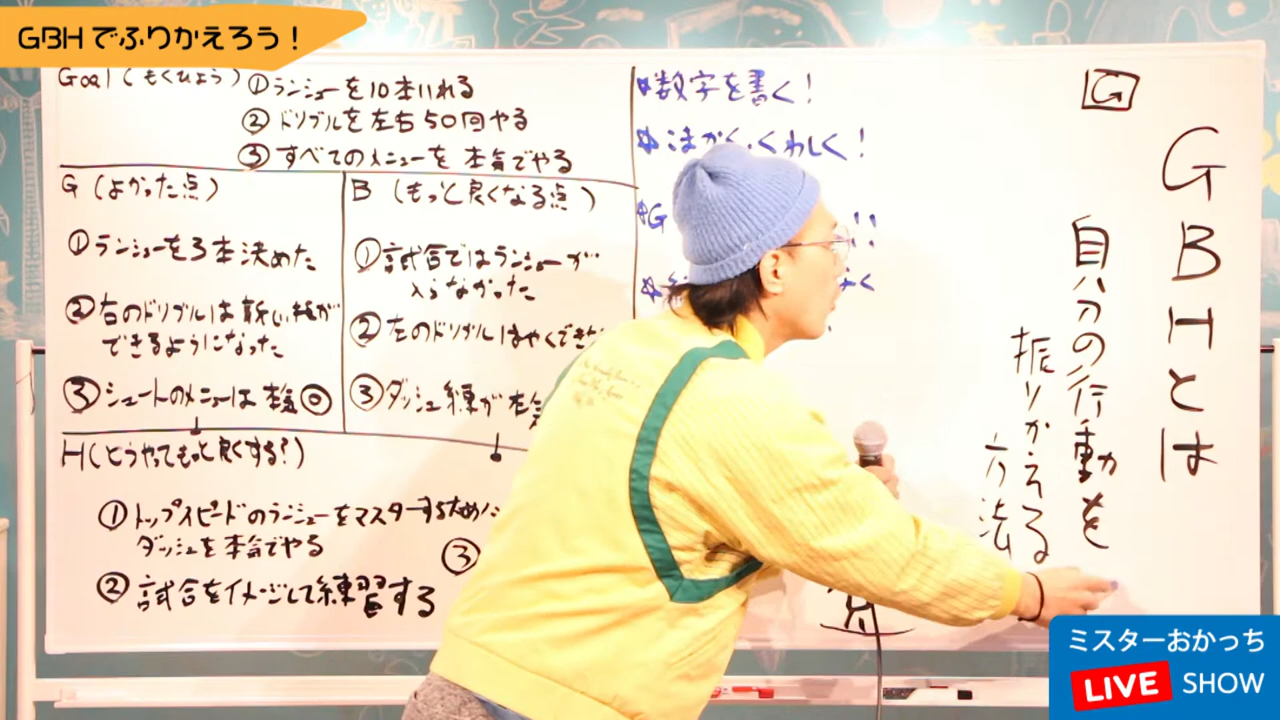 GBHでふりかえろう！
Goal(もくひょう)
①ランシューを10本いれる
②ドリブルを左右50回やる
③すべてのメニューを本気でやる
G(よかった点)
①ランシューを3本決めた
②右のドリブルは新しい技が
できるようになった
③シュートのメニューは本気◎
B(もっと良くなる点)
①試合ではランシューが
入らなかった
②左のドリブルはやくでき
③ダッシュ練が本気
H(どうやってもっと良くする?)
①トップスピードのランシューをマスターするために
ダッシュを本気でやる
②試合をイメージして練習する
③
*数字を書く!
*こまかく、くわしく!
*G
!!
く
G
GBHとは
自分の行動を
振りかえる
方法
ミスターおかっち
LIVE SHOW